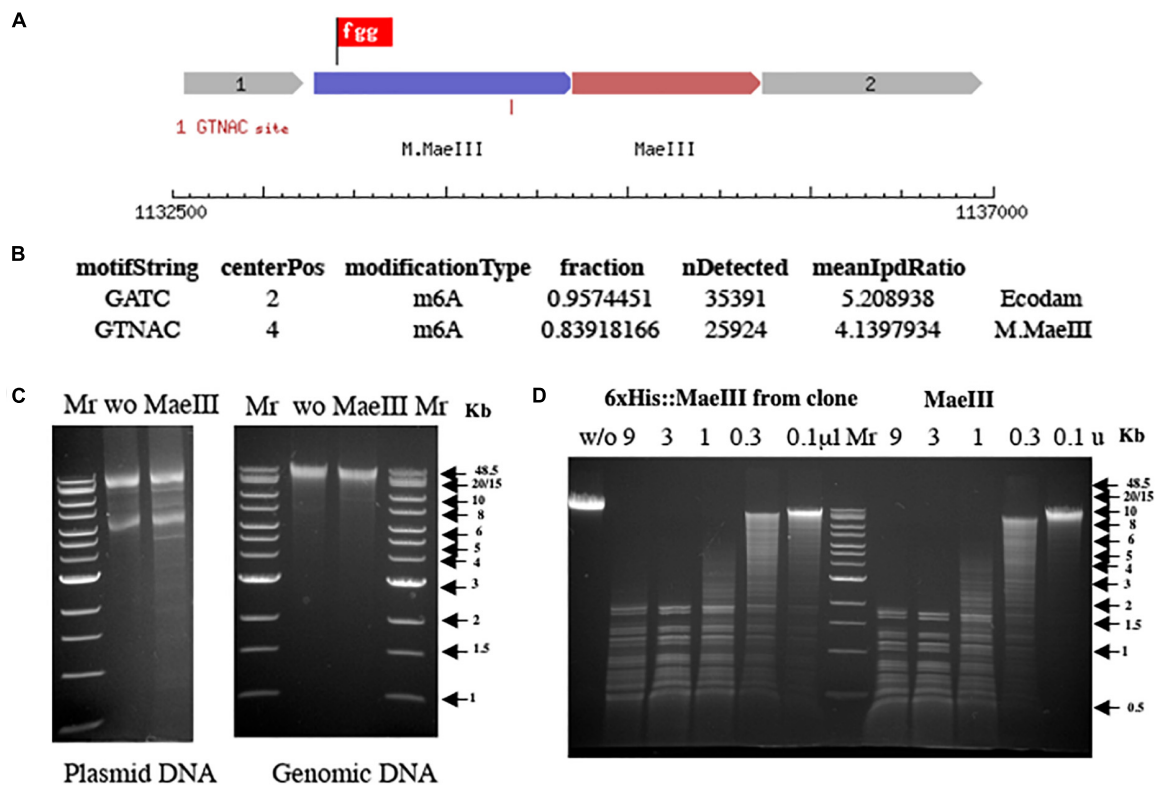 A
fgg
1
2
1 GTNAC site
M.MaeIII
MaeIII
1132500
1137000
B
motifString centerPos modificationType fraction nDetected meanIpdRatio
GATC 2 m6A 0.9574451 35391 5.208938 Ecodam
GTNAC 4 m6A 0.83918166 25924 4.1397934 M.MaeIII
C
Mr wo MaeIII
Mr wo MaeIII Mr Kb
48.5
20/15
10
8
6
5
4
3
2
1.5
1
Plasmid DNA
Genomic DNA
D
6xHis::MaeIII from clone
MaeIII
w/o 9 3 1 0.3 0.1µl Mr 9 3 1 0.3 0.1 u Kb
48.5
20/15
10
8
6
5
4
3
2
1.5
1
0.5